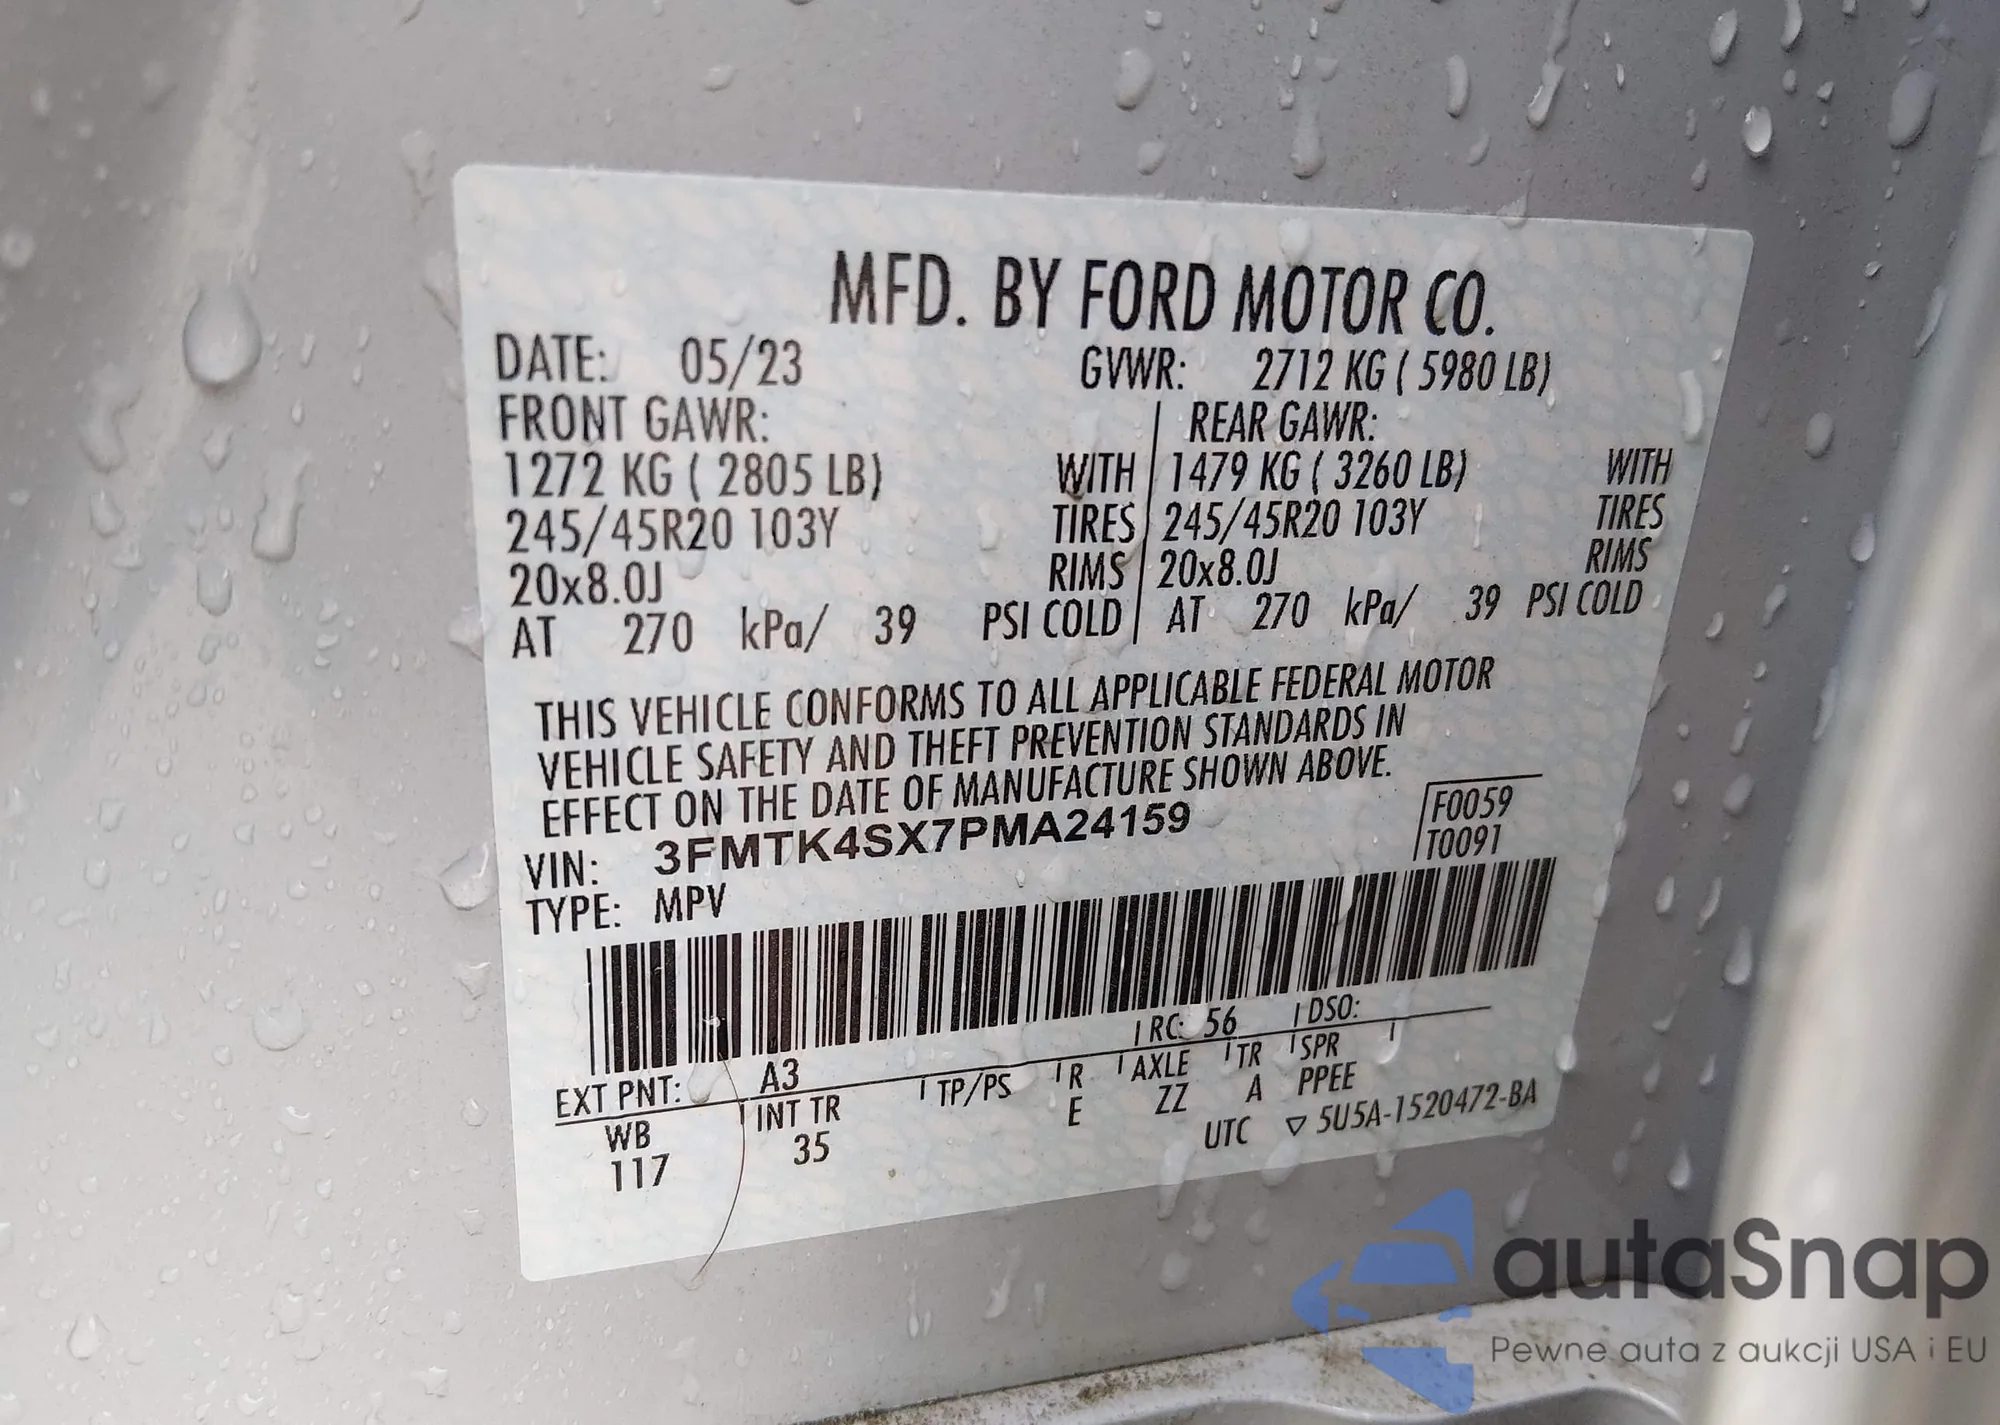 MFD. BY FORD MOTOR CO.
DATE: 05/23 GVWR: 2712 KG ( 5980 LB)
FRONT GAWR: REAR GAWR:
1272 KG ( 2805 LB) WITH 1479 KG ( 3260 LB) WITH
245/45R20 103Y TIRES 245/45R20 103Y TIRES
20x8.0J RIMS 20x8.0J RIMS
AT 270 kPa/ 39 PSI COLD AT 270 kPa/ 39 PSI COLD
THIS VEHICLE CONFORMS TO ALL APPLICABLE FEDERAL MOTOR
VEHICLE SAFETY AND THEFT PREVENTION STANDARDS IN
EFFECT ON THE DATE OF MANUFACTURE SHOWN ABOVE.
VIN: 3FMTK4SX7PMA24159 F0059
TYPE: MPV T0091
EXT PNT: A3 RC: 56 DSO:
WB INT TR TP/PS R AXLE TR SPR
117 35 E ZZ A PPEE
UTC ▽ 5U5A-1520472-BA
autaSnap
Pewne auta z aukcji USA i EU